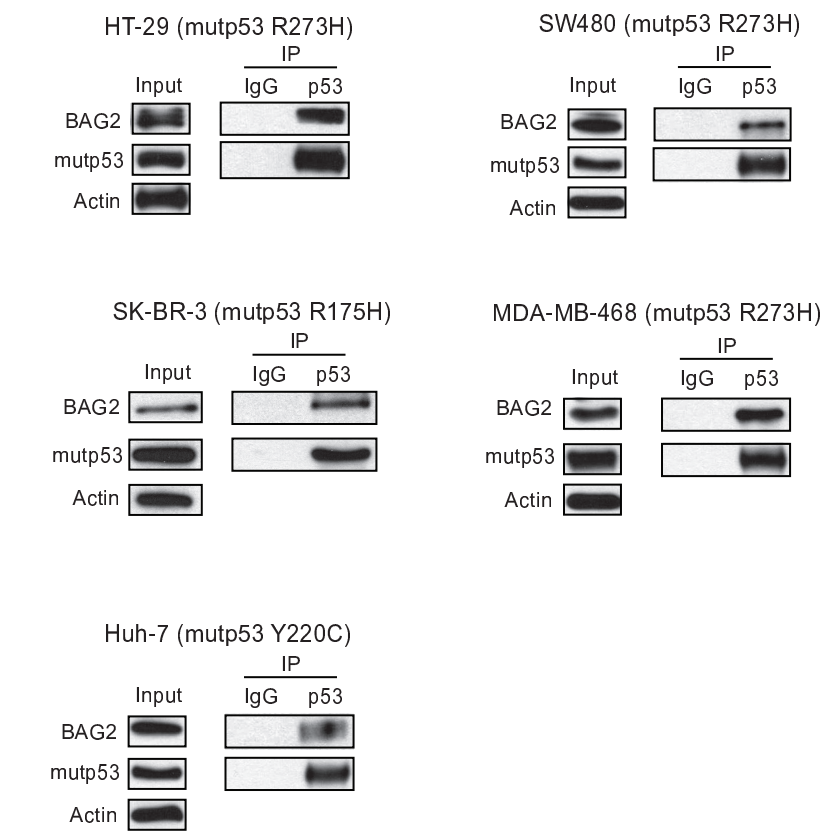 HT-29 (mutp53 R273H)
IP
Input IgG p53
BAG2
mutp53
Actin
SW480 (mutp53 R273H)
IP
Input IgG p53
BAG2
mutp53
Actin
SK-BR-3 (mutp53 R175H)
IP
Input IgG p53
BAG2
mutp53
Actin
MDA-MB-468 (mutp53 R273H)
IP
Input IgG p53
BAG2
mutp53
Actin
Huh-7 (mutp53 Y220C)
IP
Input IgG p53
BAG2
mutp53
Actin